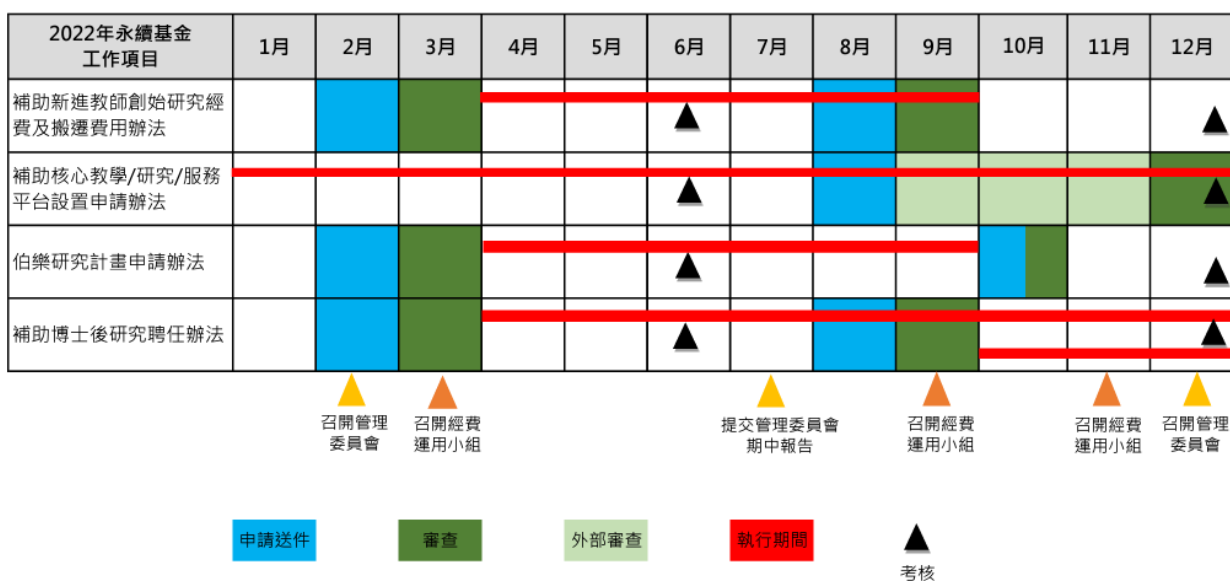 2022年永續基金
工作項目
1月
2月
3月
4月
5月
6月
7月
8月
9月
10月
11月
12月
補助新進教師創始研究經
費及搬遷費用辦法
補助核心教學/研究/服務
平台設置申請辦法
伯樂研究計畫申請辦法
補助博士後研究聘任辦法
召開管理
委員會
召開經費
運用小組
提交管理委員會
期中報告
召開經費
運用小組
召開經費
運用小組
召開管理
委員會
申請送件
審查
外部審查
執行期間
考核